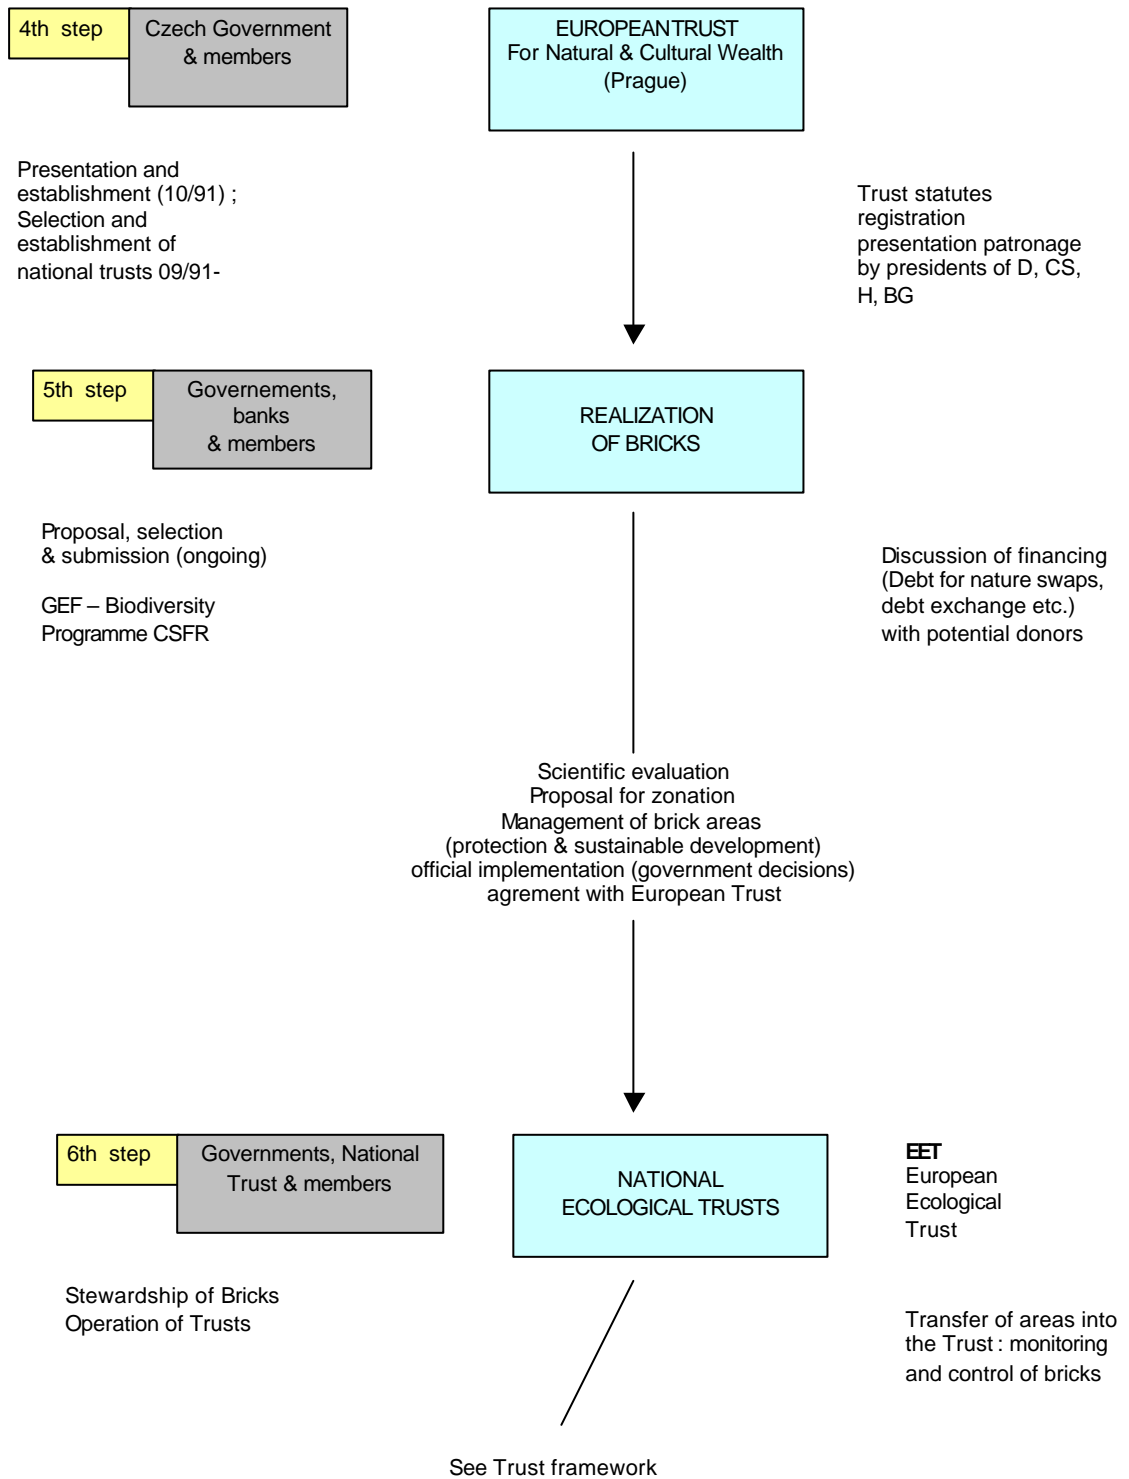 4th step
Czech Government
& members
EUROPEAN TRUST
For Natural & Cultural Wealth
(Prague)
Presentation and
establishment (10/91) ;
Selection and
establishment of
national trusts 09/91-
Trust statutes
registration
presentation patronage
by presidents of D, CS,
H, BG
5th step
Governements,
banks
& members
REALIZATION
OF BRICKS
Proposal, selection
& submission (ongoing)
GEF – Biodiversity
Programme CSFR
Discussion of financing
(Debt for nature swaps,
debt exchange etc.)
with potential donors
Scientific evaluation
Proposal for zonation
Management of brick areas
(protection & sustainable development)
official implementation (government decisions)
agrement with European Trust
6th step
Governments, National
Trust & members
NATIONAL
ECOLOGICAL TRUSTS
EET
European
Ecological
Trust
Stewardship of Bricks
Operation of Trusts
Transfer of areas into
the Trust : monitoring
and control of bricks
See Trust framework